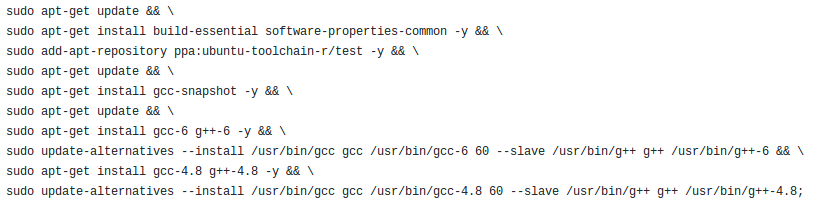 sudo apt-get update && \
sudo apt-get install build-essential software-properties-common -y && \
sudo add-apt-repository ppa:ubuntu-toolchain-r/test -y && \
sudo apt-get update && \
sudo apt-get install gcc-snapshot -y && \
sudo apt-get update && \
sudo apt-get install gcc-6 g++-6 -y && \
sudo update-alternatives --install /usr/bin/gcc gcc /usr/bin/gcc-6 60 --slave /usr/bin/g++ g++ /usr/bin/g++-6 && \
sudo apt-get install gcc-4.8 g++-4.8 -y && \
sudo update-alternatives --install /usr/bin/gcc gcc /usr/bin/gcc-4.8 60 --slave /usr/bin/g++ g++ /usr/bin/g++-4.8;